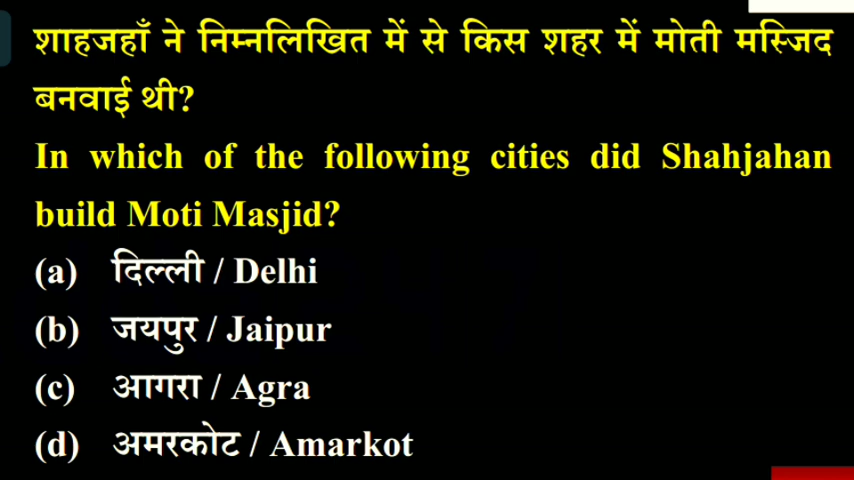 शाहजहाँ ने निम्नलिखित में से किस शहर में मोती मस्जिद
बनवाई थी?
In which of the following cities did Shahjahan
build Moti Masjid?
(a) दिल्ली / Delhi
(b) जयपुर / Jaipur
(c) आगरा / Agra
(d) अमरकोट / Amarkot